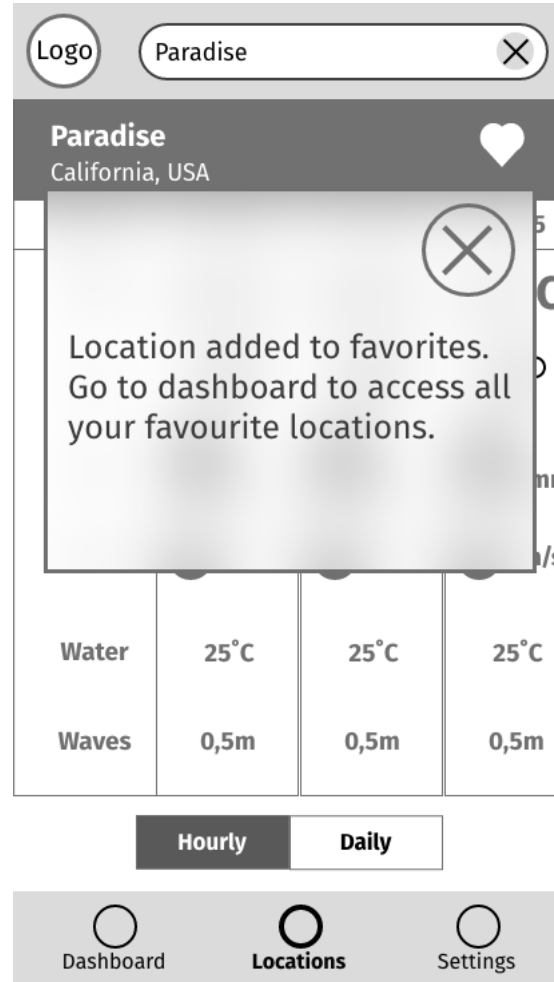 Logo
Paradise
Paradise
California, USA
5
C
Location added to favorites.
Go to dashboard to access all
your favourite locations.
Water 25°C 25°C 25°C
Waves 0,5m 0,5m 0,5m
Hourly Daily
Dashboard Locations Settings